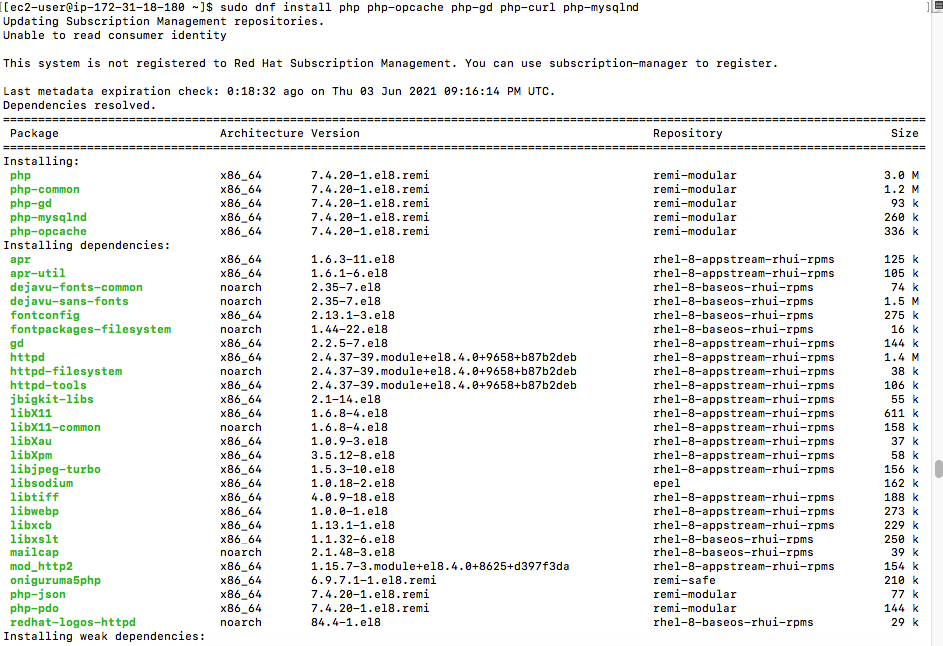 [[ec2-user@ip-172-31-18-180 ~]$ sudo dnf install php php-opcache php-gd php-curl php-mysqlnd ]
Updating Subscription Management repositories.
Unable to read consumer identity
This system is not registered to Red Hat Subscription Management. You can use subscription-manager to register.
Last metadata expiration check: 0:18:32 ago on Thu 03 Jun 2021 09:16:14 PM UTC.
Dependencies resolved.
Package Architecture Version Repository Size
Installing:
php x86_64 7.4.20-1.el8.remi remi-modular 3.0 M
php-common x86_64 7.4.20-1.el8.remi remi-modular 1.2 M
php-gd x86_64 7.4.20-1.el8.remi remi-modular 93 k
php-mysqlnd x86_64 7.4.20-1.el8.remi remi-modular 260 k
php-opcache x86_64 7.4.20-1.el8.remi remi-modular 336 k
Installing dependencies:
apr x86_64 1.6.3-11.el8 rhel-8-appstream-rhui-rpms 125 k
apr-util x86_64 1.6.1-6.el8 rhel-8-appstream-rhui-rpms 105 k
dejavu-fonts-common noarch 2.35-7.el8 rhel-8-baseos-rhui-rpms 74 k
dejavu-sans-fonts noarch 2.35-7.el8 rhel-8-baseos-rhui-rpms 1.5 M
fontconfig x86_64 2.13.1-3.el8 rhel-8-baseos-rhui-rpms 275 k
fontpackages-filesystem noarch 1.44-22.el8 rhel-8-baseos-rhui-rpms 16 k
gd x86_64 2.2.5-7.el8 rhel-8-appstream-rhui-rpms 144 k
httpd x86_64 2.4.37-39.module+el8.4.0+9658+b87b2deb rhel-8-appstream-rhui-rpms 1.4 M
httpd-filesystem noarch 2.4.37-39.module+el8.4.0+9658+b87b2deb rhel-8-appstream-rhui-rpms 38 k
httpd-tools x86_64 2.4.37-39.module+el8.4.0+9658+b87b2deb rhel-8-appstream-rhui-rpms 106 k
jbigkit-libs x86_64 2.1-14.el8 rhel-8-appstream-rhui-rpms 55 k
libX11 x86_64 1.6.8-4.el8 rhel-8-appstream-rhui-rpms 611 k
libX11-common noarch 1.6.8-4.el8 rhel-8-appstream-rhui-rpms 158 k
libXau x86_64 1.0.9-3.el8 rhel-8-appstream-rhui-rpms 37 k
libXpm x86_64 3.5.12-8.el8 rhel-8-appstream-rhui-rpms 58 k
libjpeg-turbo x86_64 1.5.3-10.el8 rhel-8-appstream-rhui-rpms 156 k
libsodium x86_64 1.0.18-2.el8 epel 162 k
libtiff x86_64 4.0.9-18.el8 rhel-8-appstream-rhui-rpms 188 k
libwebp x86_64 1.0.0-1.el8 rhel-8-appstream-rhui-rpms 273 k
libxcb x86_64 1.13.1-1.el8 rhel-8-appstream-rhui-rpms 229 k
libxslt x86_64 1.1.32-6.el8 rhel-8-baseos-rhui-rpms 250 k
mailcap noarch 2.1.48-3.el8 rhel-8-baseos-rhui-rpms 39 k
mod_http2 x86_64 1.15.7-3.module+el8.4.0+8625+d397f3da rhel-8-appstream-rhui-rpms 154 k
oniguruma5php x86_64 6.9.7.1-1.el8.remi remi-safe 210 k
php-json x86_64 7.4.20-1.el8.remi remi-modular 77 k
php-pdo x86_64 7.4.20-1.el8.remi remi-modular 144 k
redhat-logos-httpd noarch 84.4-1.el8 rhel-8-baseos-rhui-rpms 29 k
Installing weak dependencies: